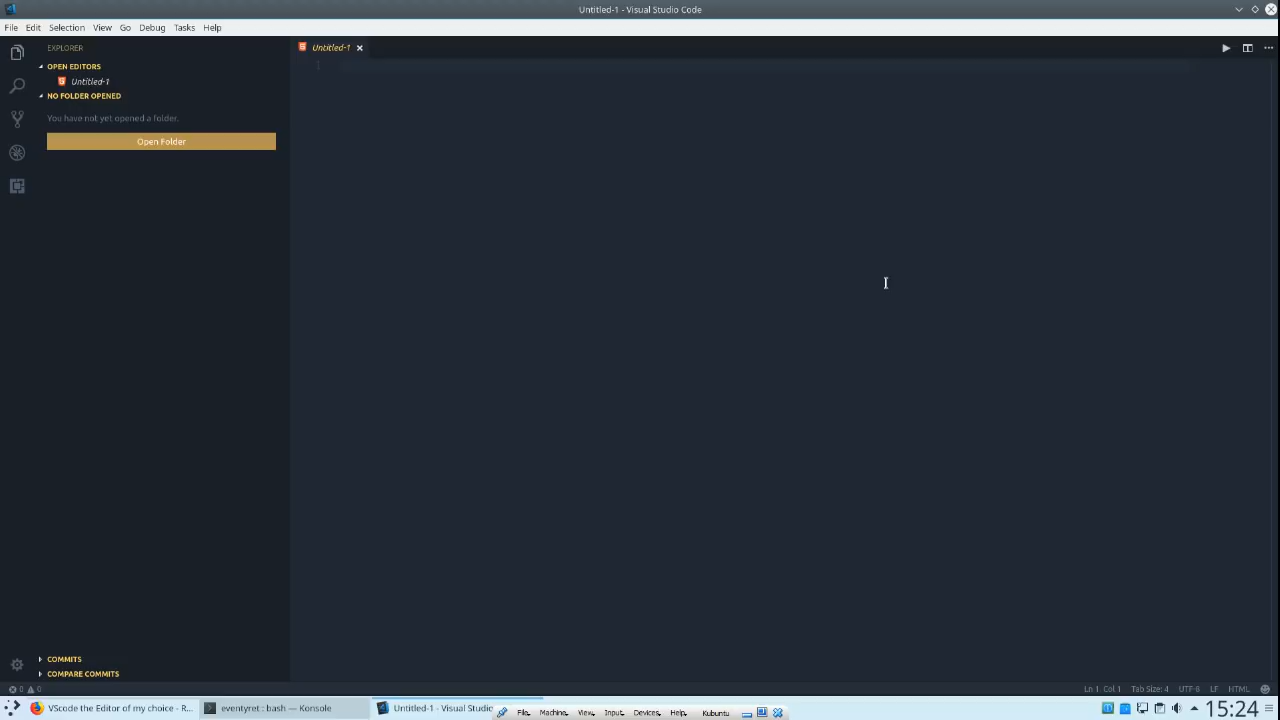 Untitled-1 - Visual Studio Code
File Edit Selection View Go Debug Tasks Help
EXPLORER
OPEN EDITORS
Untitled-1
NO FOLDER OPENED
You have not yet opened a folder.
Open Folder
Untitled-1
1
COMMITS
COMPARE COMMITS
0 0
Ln 1, Col 1 Tab Size: 4 UTF-8 LF HTML
VScode the Editor of my choice - R...
eventyret : bash — Konsole
Untitled-1 - Visual Studio
File Machine View Input Devices Help Kubuntu
15:24